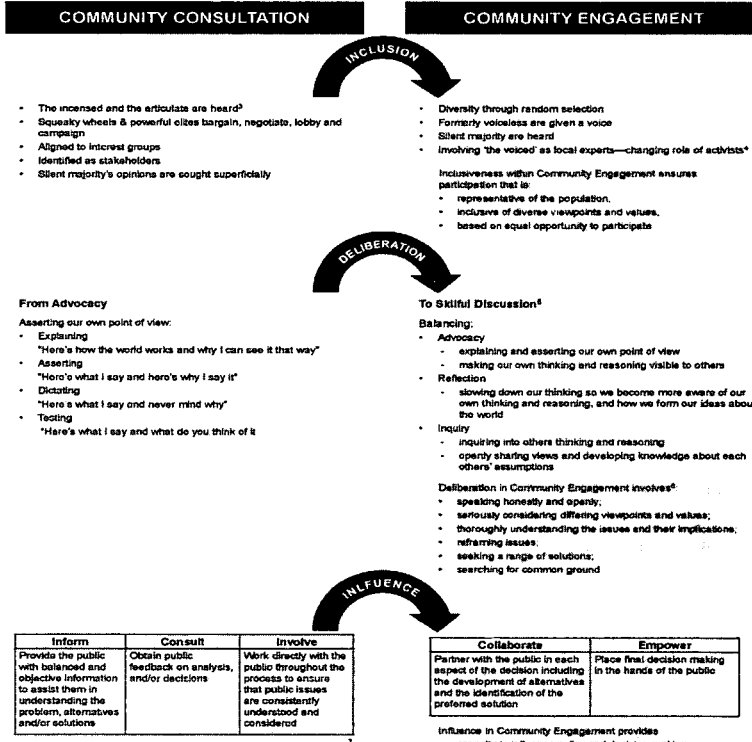 COMMUNITY CONSULTATION
COMMUNITY ENGAGEMENT
INCLUSION
• The incensed and the articulate are heard³
• Squeaky wheels & powerful elites bargain, negotiate, lobby and
campaign
• Aligned to interest groups
• Identified as stakeholders
• Silent majority's opinions are sought superficially
• Diversity through random selection
• Formerly voiceless are given a voice
• Silent majority are heard
• Involving 'the voiced' as local experts—changing role of activists⁴
Inclusiveness within Community Engagement ensures
participation that is:
• representative of the population,
• inclusive of diverse viewpoints and values,
• based on equal opportunity to participate
DELIBERATION
From Advocacy
Asserting our own point of view:
• Explaining
"Here's how the world works and why I can see it that way"
• Asserting
"Here's what I say and here's why I say it"
• Dictating
"Here's what I say and never mind why"
• Testing
"Here's what I say and what do you think of it
To Skilful Discussion⁵
Balancing:
• Advocacy
- explaining and asserting our own point of view
- making our own thinking and reasoning visible to others
• Reflection
- slowing down our thinking so we become more aware of our
own thinking and reasoning, and how we form our ideas abou
the world
• Inquiry
- inquiring into others thinking and reasoning
- openly sharing views and developing knowledge about each
others' assumptions
Deliberation in Community Engagement involves⁶:
• speaking honestly and openly;
• seriously considering differing viewpoints and values;
• thoroughly understanding the issues and their implications;
• reframing issues;
• seeking a range of solutions;
• searching for common ground
INLFUENCE
Inform
Provide the public
with balanced and
objective information
to assist them in
understanding the
problem, alternatives
and/or solutions
Consult
Obtain public
feedback on analysis,
and/or decisions
Involve
Work directly with the
public throughout the
process to ensure
that public issues
are consistently
understood and
considered
Collaborate
Partner with the public in each
aspect of the decision including
the development of alternatives
and the identification of the
preferred solution
Empower
Place final decision making
in the hands of the public
Influence in Community Engagement provides